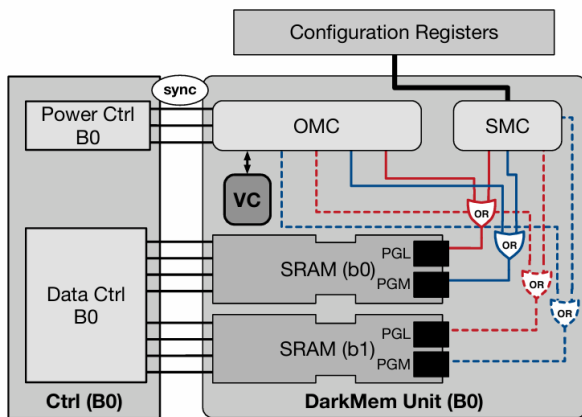 Configuration Registers
sync
Power Ctrl
B0
OMC
SMC
VC
OR
OR
PGL
SRAM (b0)
PGM
OR
Data Ctrl
B0
OR
PGL
SRAM (b1)
PGM
Ctrl (B0)
DarkMem Unit (B0)